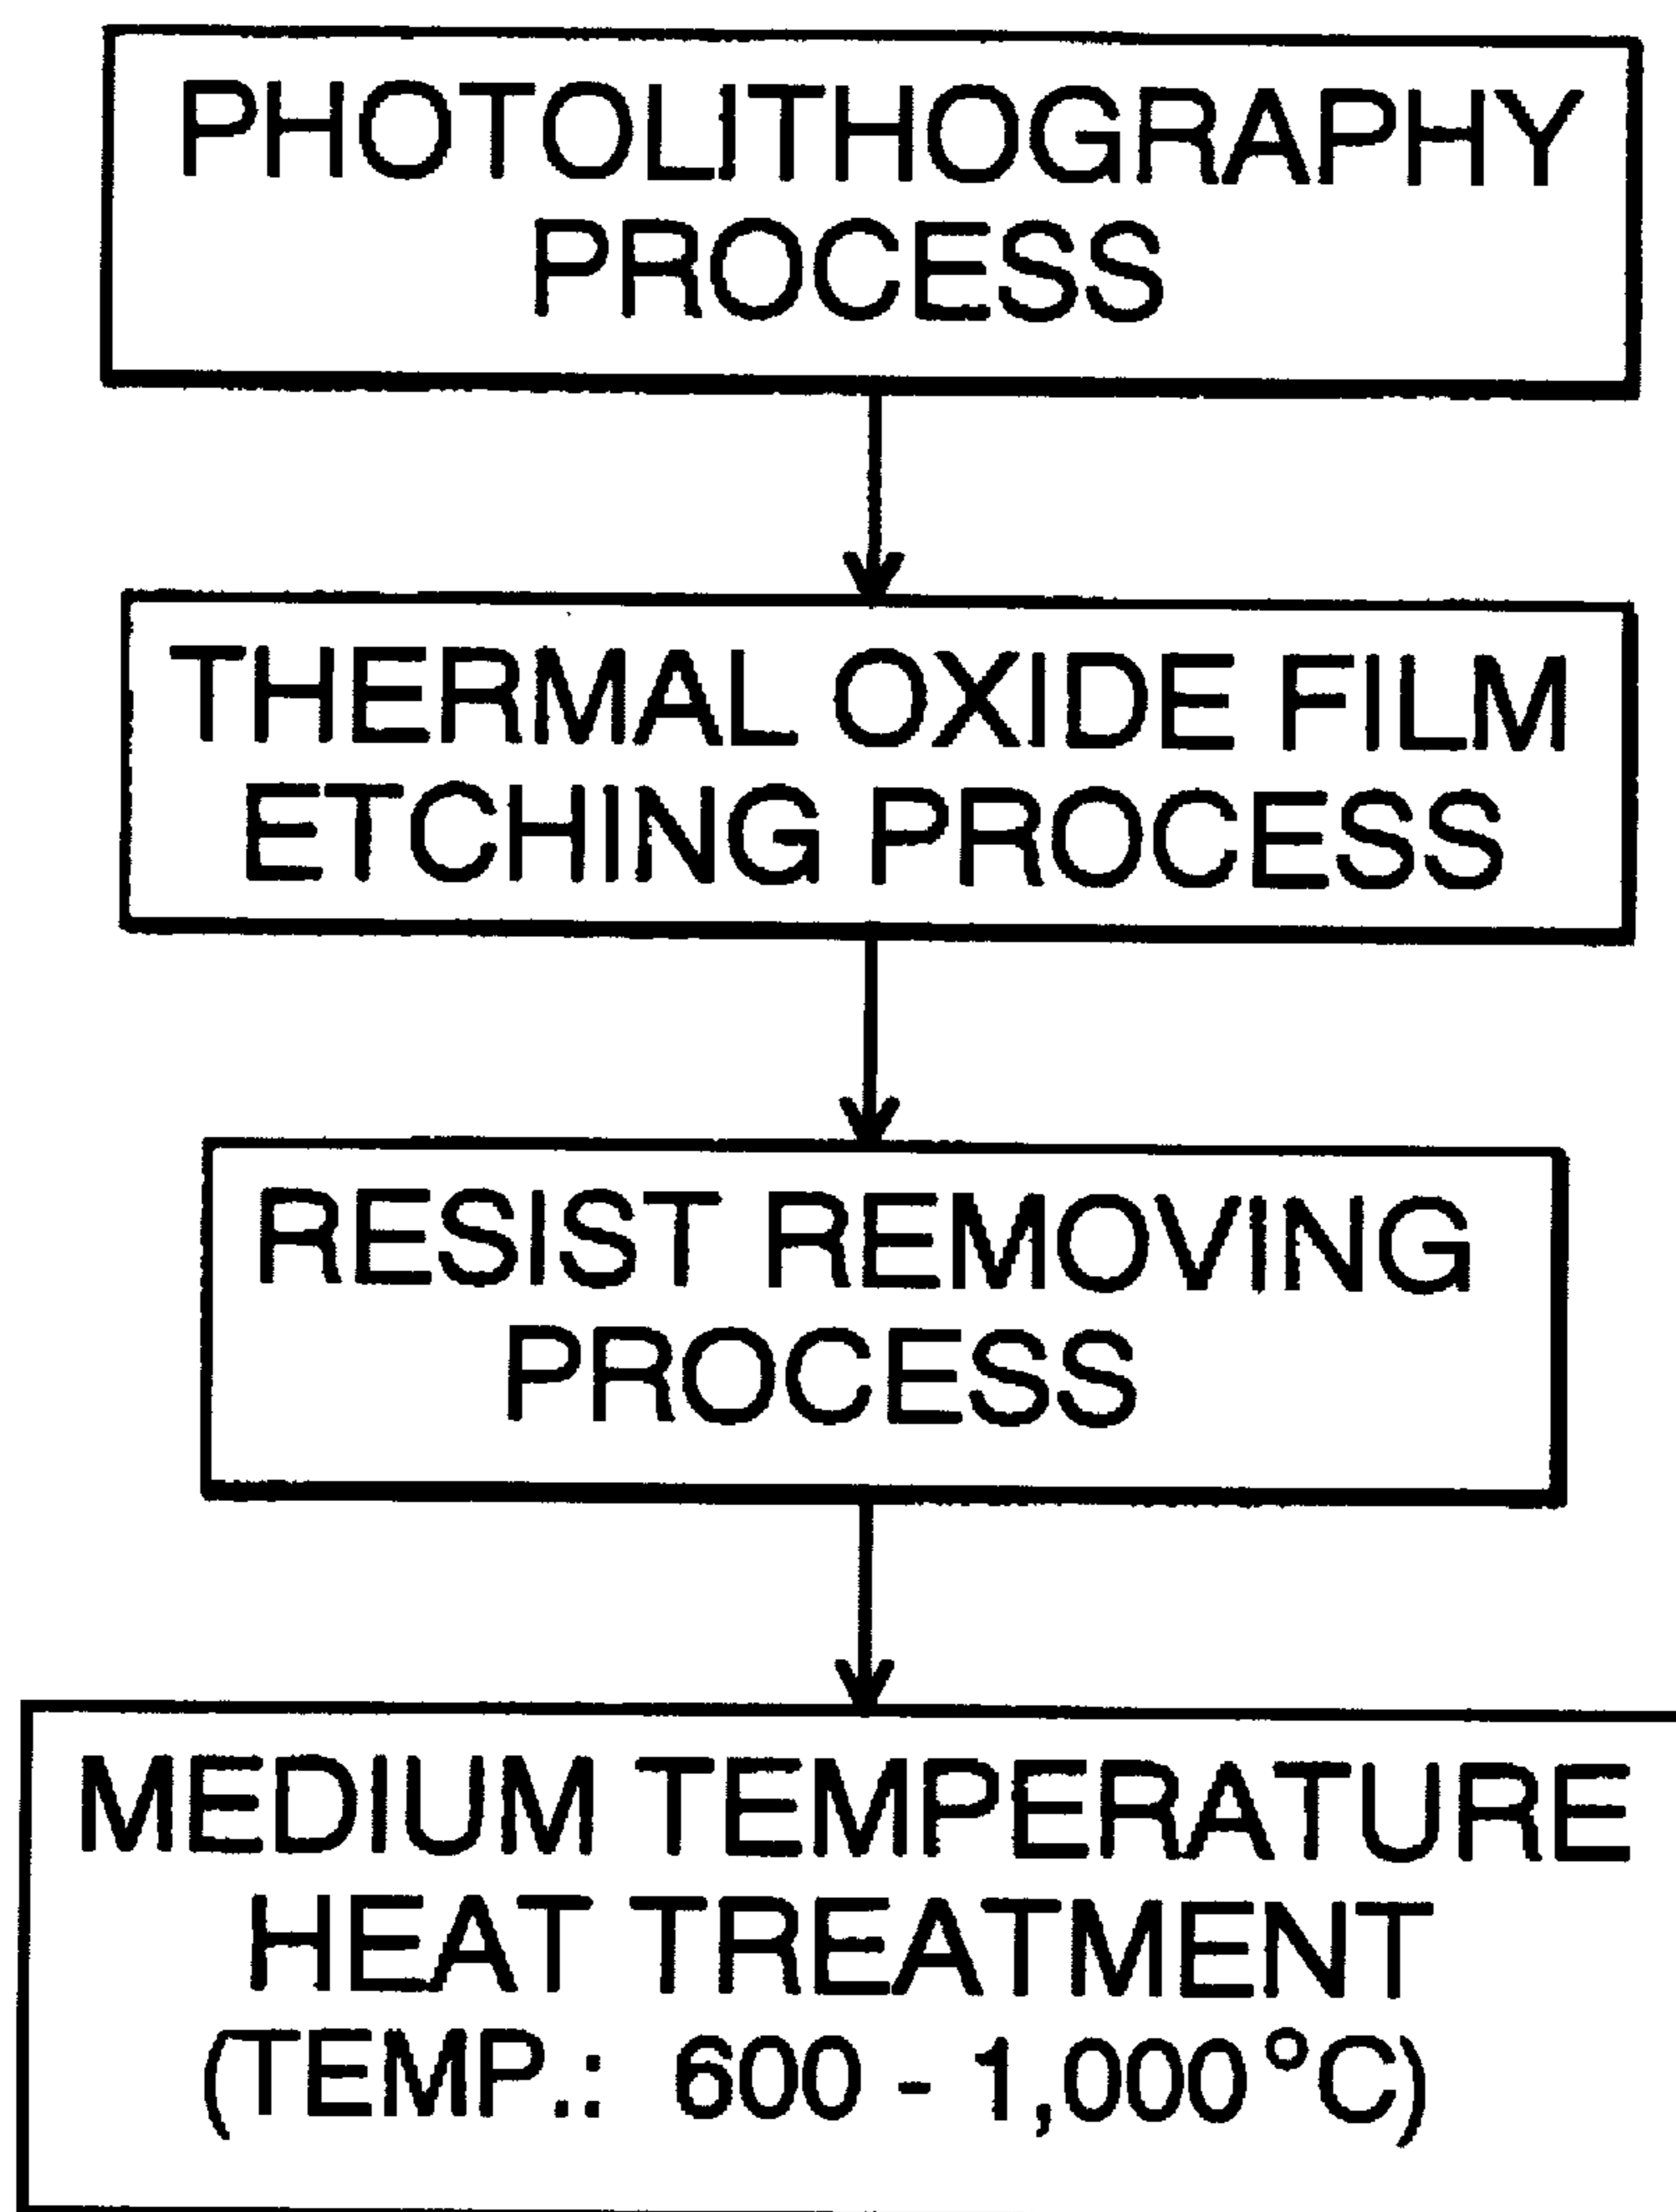 PHOTOLITHOGRAPHY
PROCESS
THERMAL OXIDE FILM
ETCHING PROCESS
RESIST REMOVING
PROCESS
MEDIUM TEMPERATURE
HEAT TREATMENT
(TEMP.: 600 - 1,000°C)